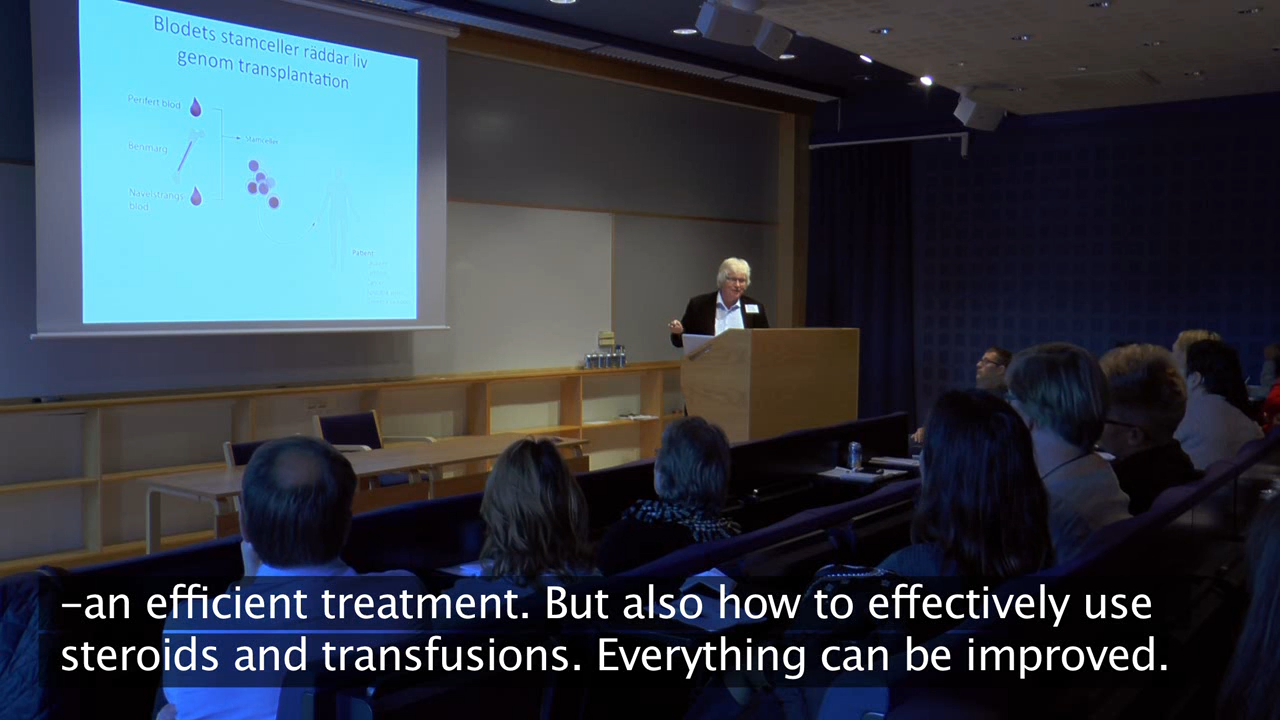 Blodets stamceller räddar liv
genom transplantation
Perifert blod
Stamceller
Benmärg
Navelsträngs-
blod
Patient
–an efficient treatment. But also how to effectively use
steroids and transfusions. Everything can be improved.